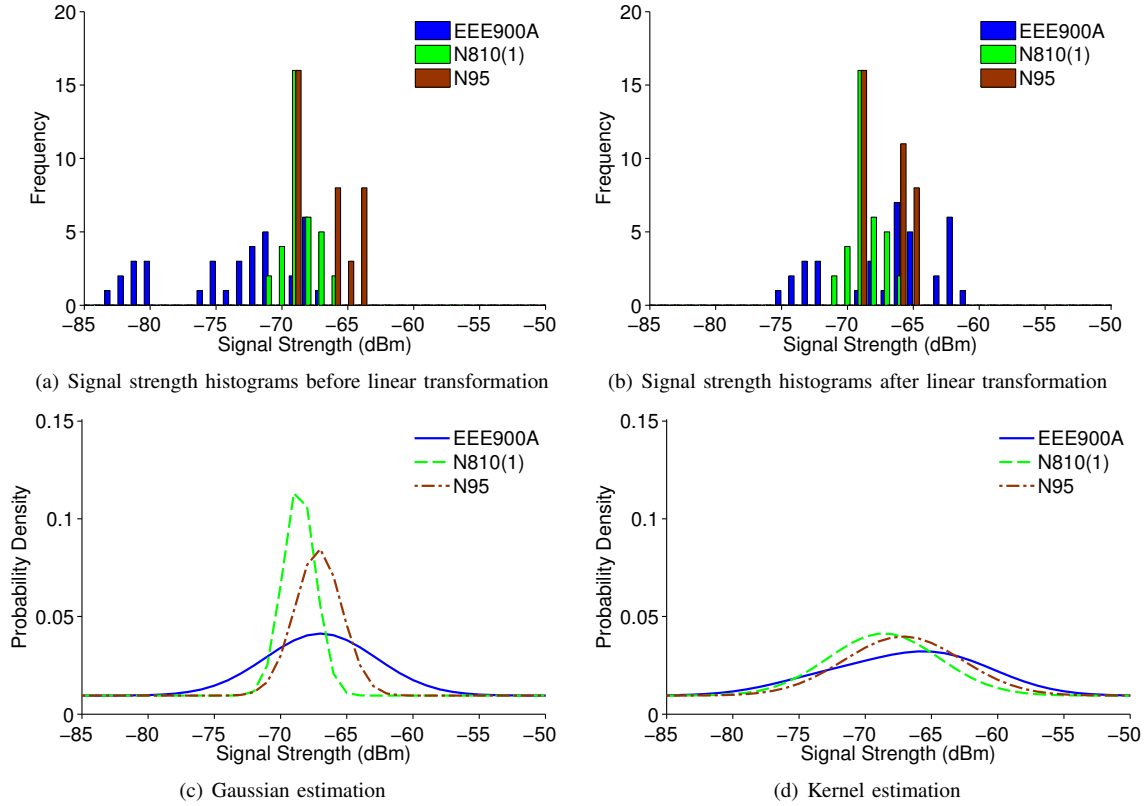 20
15
10
5
0
Frequency
EEE900A
N810(1)
N95
−85 −80 −75 −70 −65 −60 −55 −50
Signal Strength (dBm)
(a) Signal strength histograms before linear transformation
20
15
10
5
0
Frequency
EEE900A
N810(1)
N95
−85 −80 −75 −70 −65 −60 −55 −50
Signal Strength (dBm)
(b) Signal strength histograms after linear transformation
0.15
0.1
0.05
0
Probability Density
EEE900A
N810(1)
N95
−85 −80 −75 −70 −65 −60 −55 −50
Signal Strength (dBm)
(c) Gaussian estimation
0.15
0.1
0.05
0
Probability Density
EEE900A
N810(1)
N95
−85 −80 −75 −70 −65 −60 −55 −50
Signal Strength (dBm)
(d) Kernel estimation